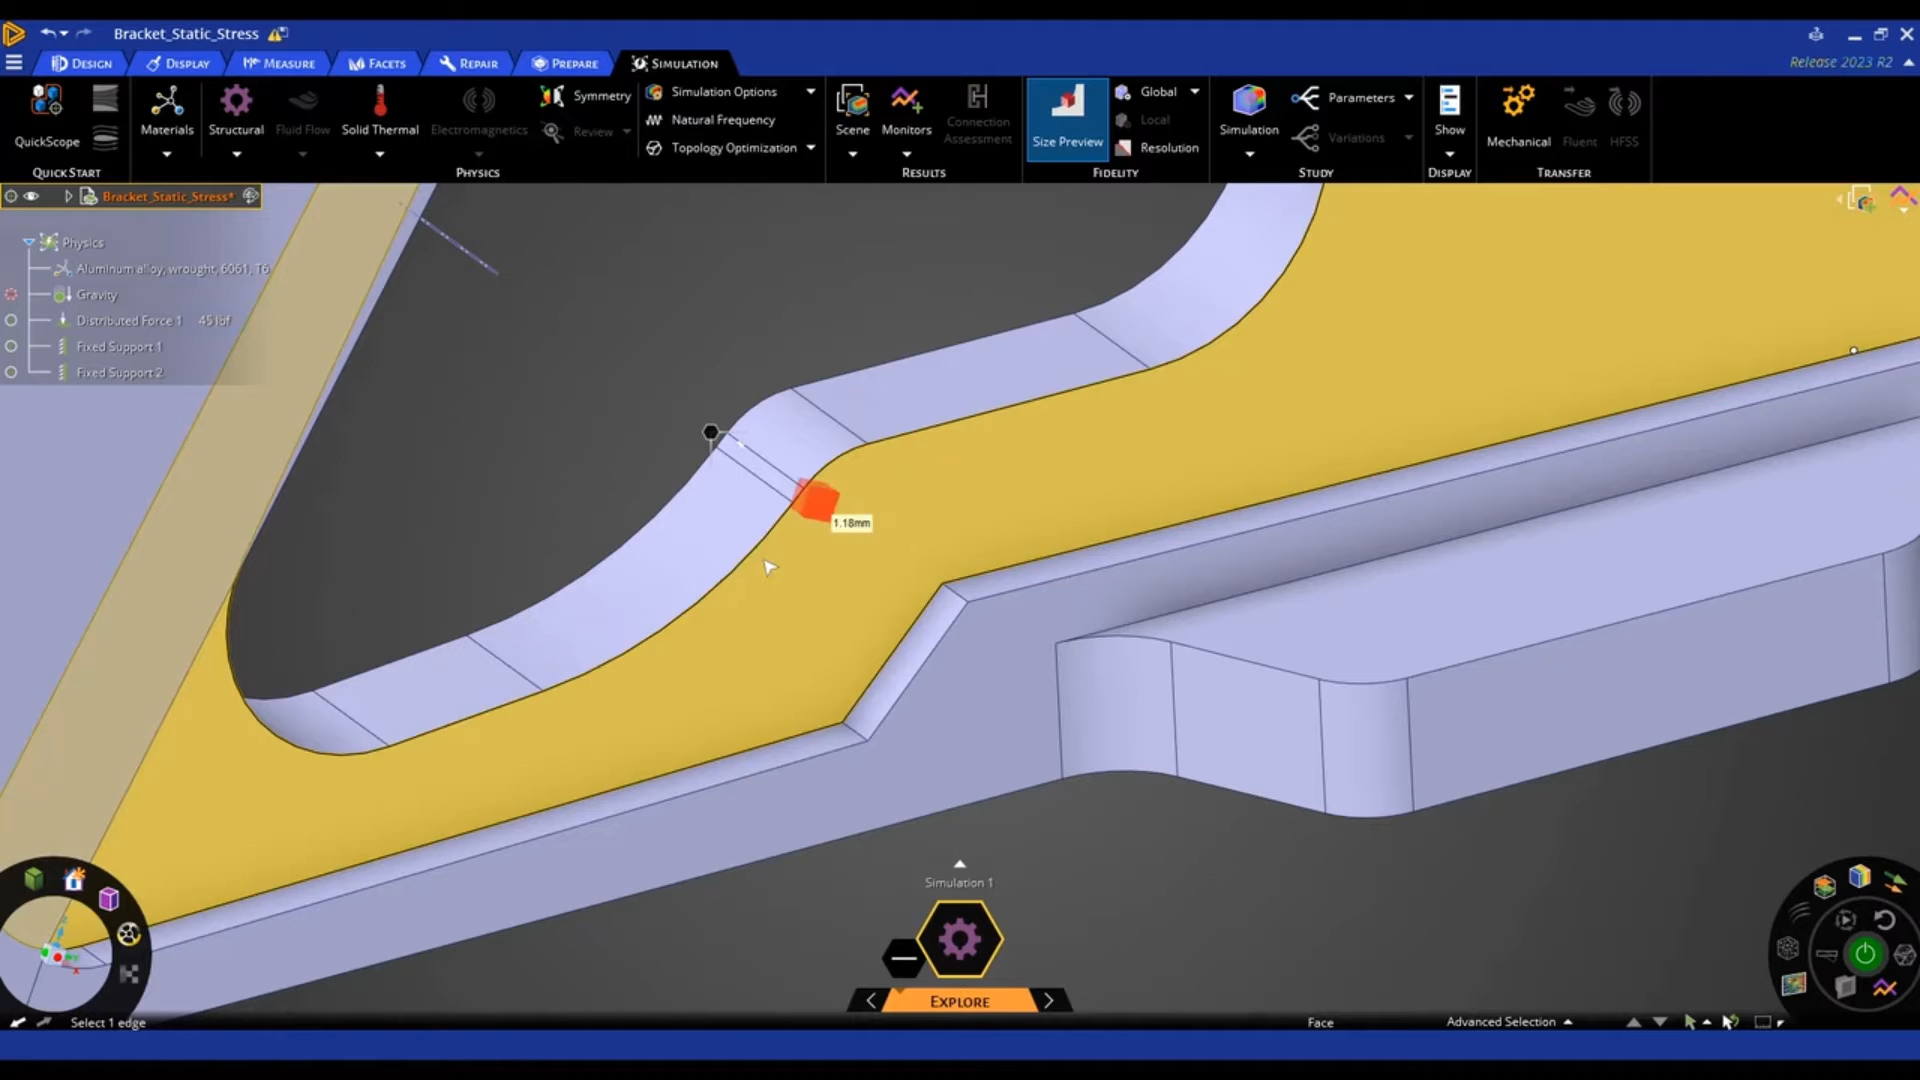 Bracket_Static_Stress
DESIGN
DISPLAY
MEASURE
FACETS
REPAIR
PREPARE
SIMULATION
Release 2023 R2
QuickScope
QUICK START
Materials
Structural
Fluid Flow
Solid Thermal
Electromagnetics
Symmetry
Review
Simulation Options
Natural Frequency
Topology Optimization
PHYSICS
Scene
Monitors
Connection
Assessment
RESULTS
Size Preview
Global
Local
Resolution
FIDELITY
Simulation
Parameters
Variations
STUDY
Show
DISPLAY
Mechanical
Fluent
HFSS
TRANSFER
Bracket_Static_Stress*
Physics
Aluminum alloy, wrought, 6061, T6
Gravity
Distributed Force 1 45 lbf
Fixed Support 1
Fixed Support 2
1.18mm
Simulation 1
EXPLORE
Select 1 edge
Face
Advanced Selection